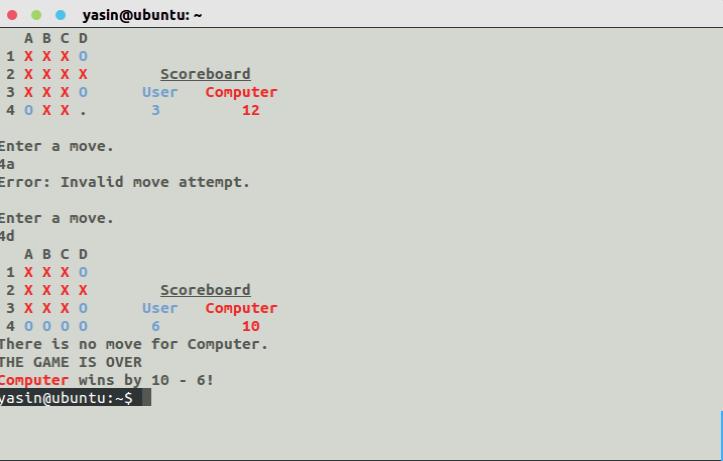 yasin@ubuntu: ~
A B C D
1 X X X O
2 X X X X Scoreboard
3 X X X O User Computer
4 O X X . 3 12
Enter a move.
4a
Error: Invalid move attempt.
Enter a move.
4d
A B C D
1 X X X O
2 X X X X Scoreboard
3 X X X O User Computer
4 O O O O 6 10
There is no move for Computer.
THE GAME IS OVER
Computer wins by 10 - 6!
yasin@ubuntu:~$